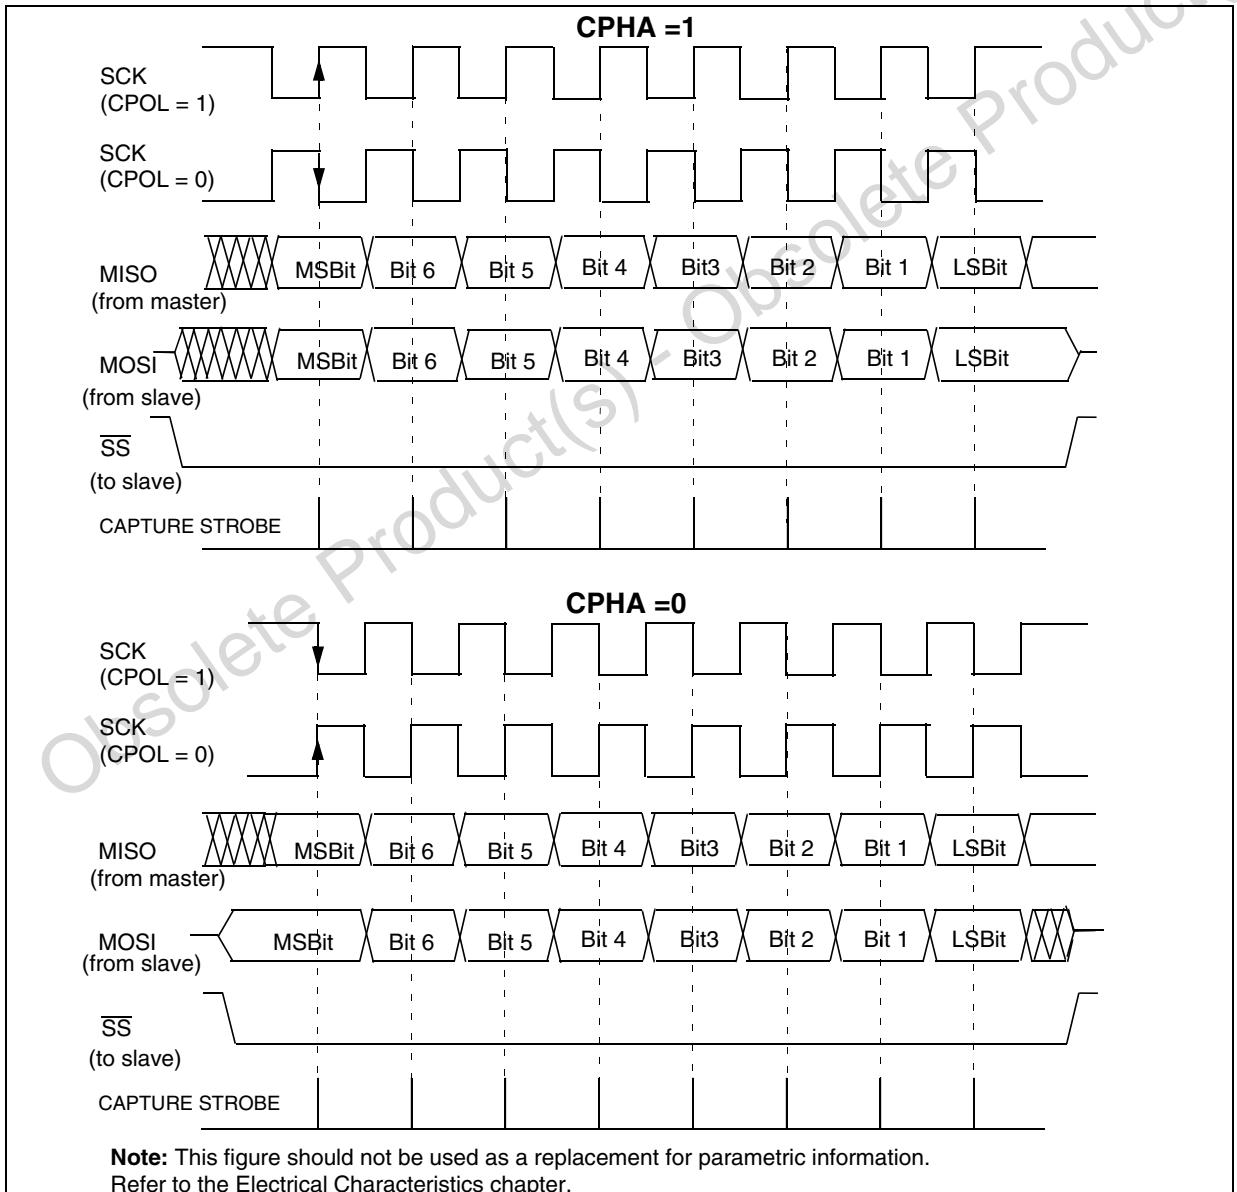 CPHA =1
SCK
(CPOL = 1)
SCK
(CPOL = 0)
MISO
(from master)
MSBit Bit 6 Bit 5 Bit 4 Bit3 Bit 2 Bit 1 LSBit
MOSI
(from slave)
MSBit Bit 6 Bit 5 Bit 4 Bit3 Bit 2 Bit 1 LSBit
SS
(to slave)
CAPTURE STROBE
CPHA =0
SCK
(CPOL = 1)
SCK
(CPOL = 0)
MISO
(from master)
MSBit Bit 6 Bit 5 Bit 4 Bit3 Bit 2 Bit 1 LSBit
MOSI
(from slave)
MSBit Bit 6 Bit 5 Bit 4 Bit3 Bit 2 Bit 1 LSBit
SS
(to slave)
CAPTURE STROBE
Note: This figure should not be used as a replacement for parametric information.
Refer to the Electrical Characteristics chapter.
Obsolete Product(s) - Obsolete Product(